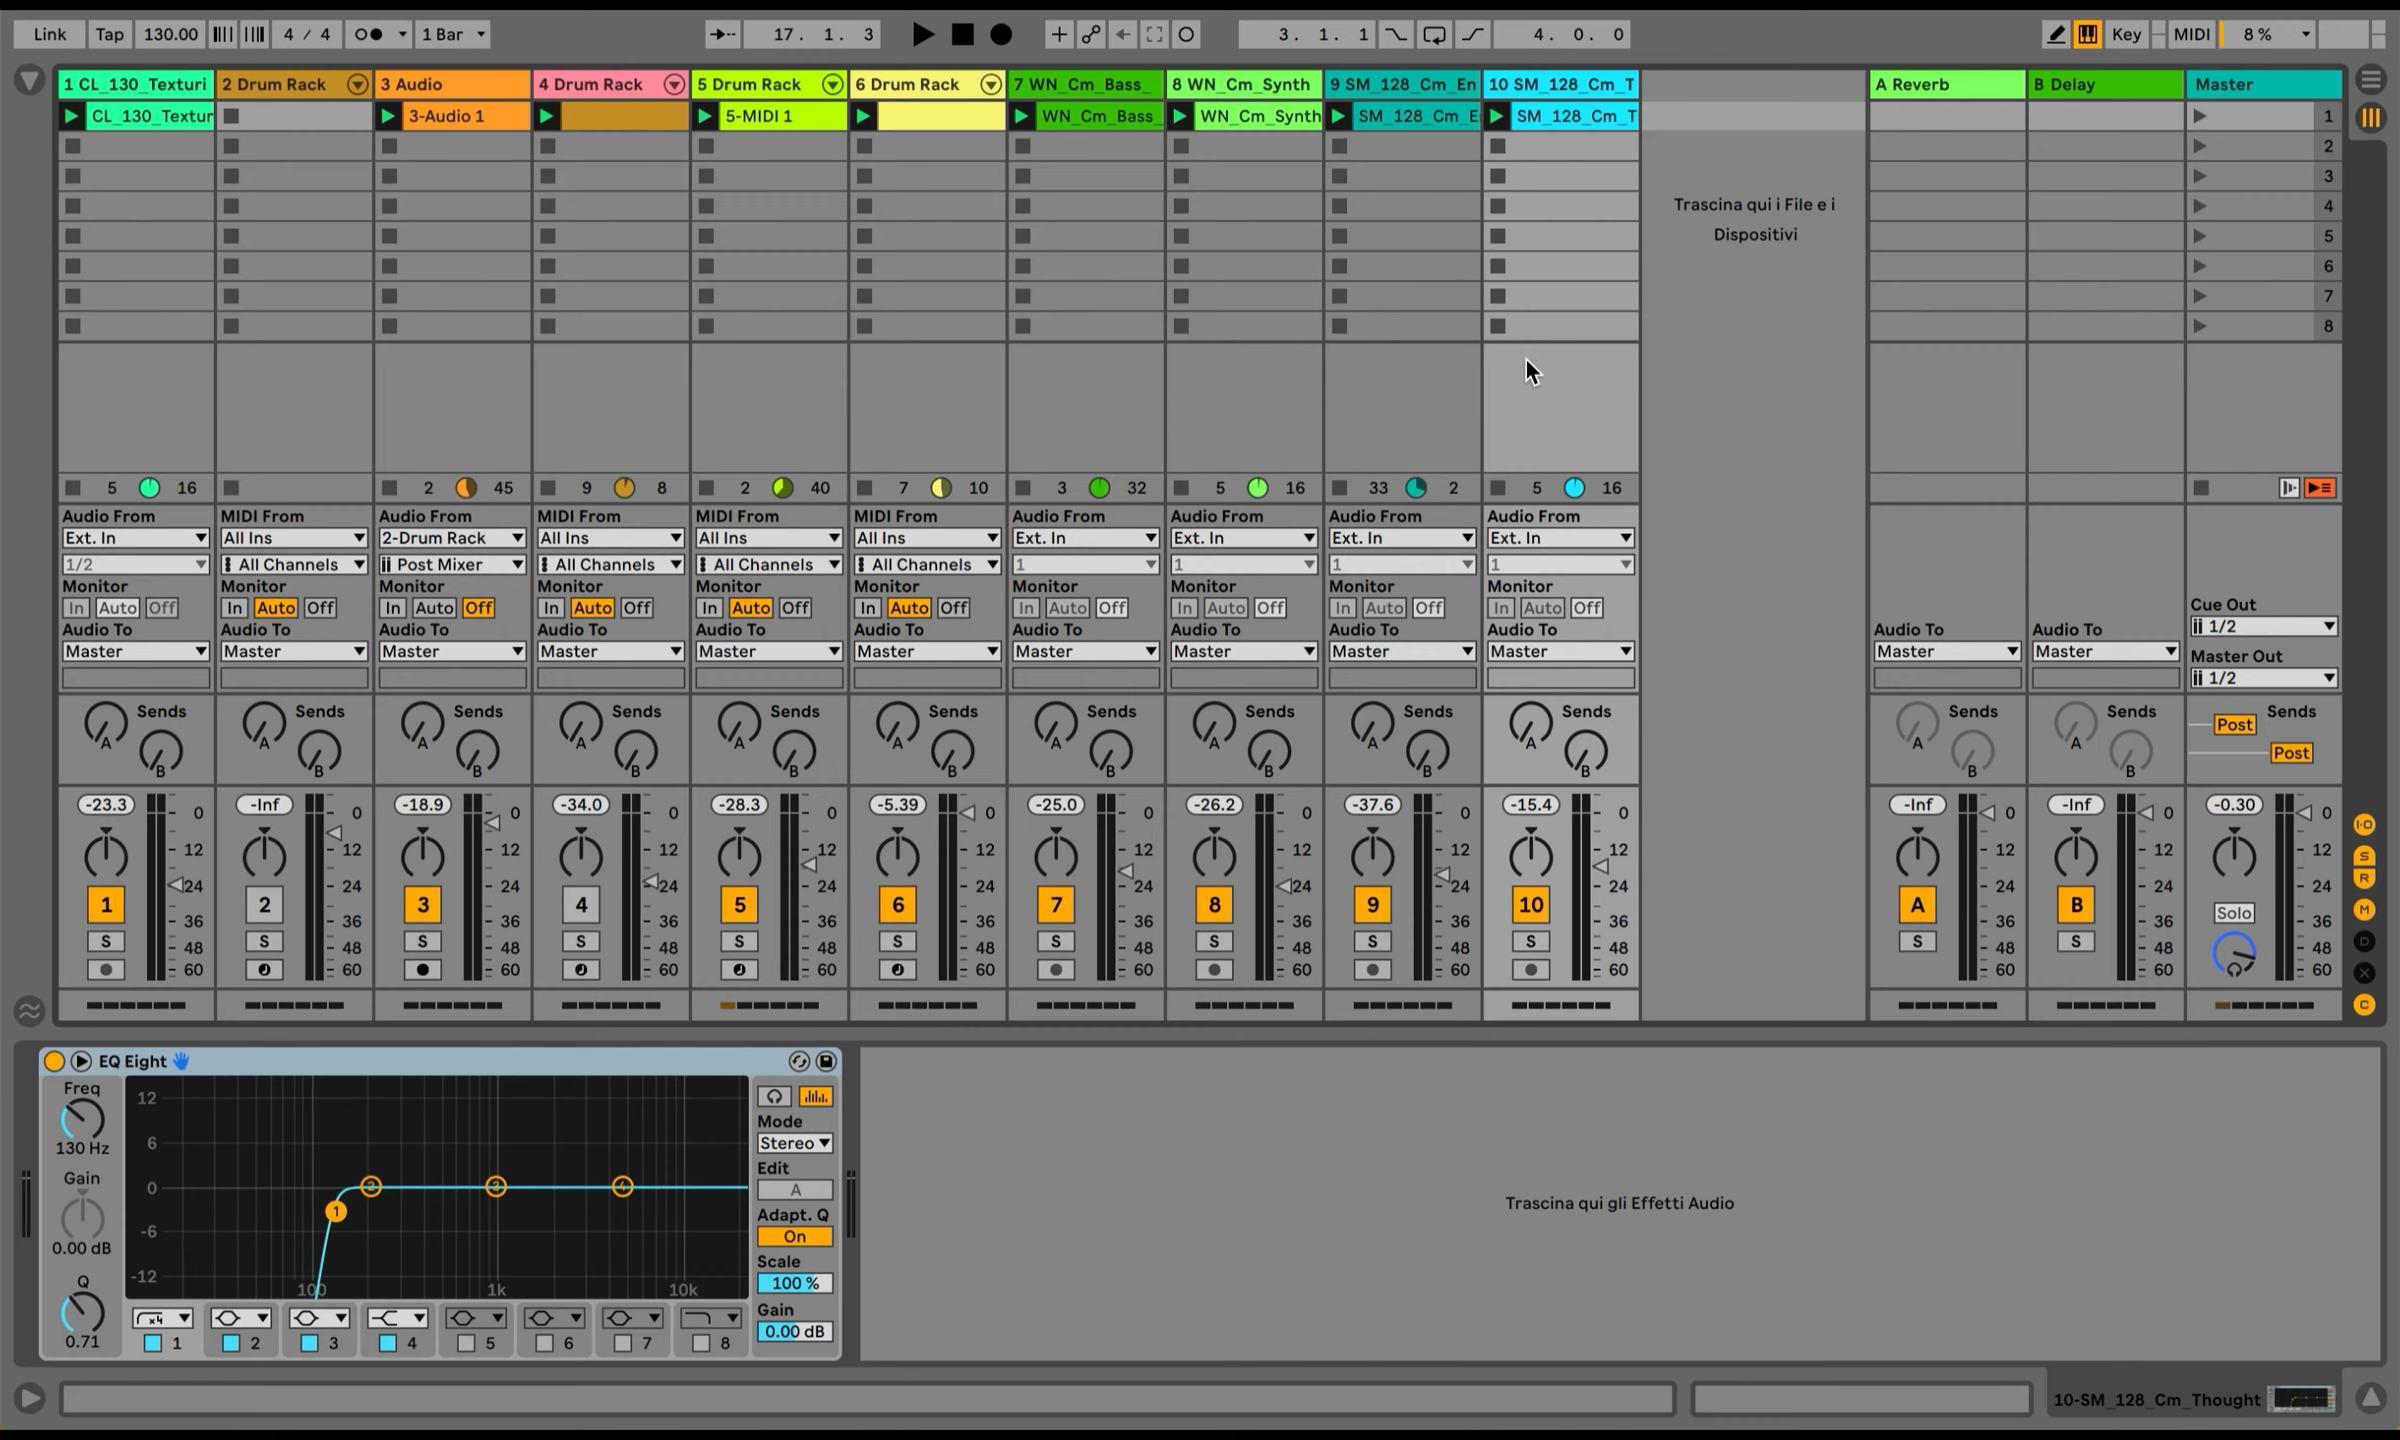 Link Tap 130.00 4 / 4 1 Bar 17. 1. 3 3. 1. 1 4. 0. 0 Key MIDI 8 %
1 CL_130_Texturi 2 Drum Rack 3 Audio 4 Drum Rack 5 Drum Rack 6 Drum Rack 7 WN_Cm_Bass_ 8 WN_Cm_Synth 9 SM_128_Cm_En 10 SM_128_Cm_T A Reverb B Delay Master
CL_130_Textur 3-Audio 1 5-MIDI 1 WN_Cm_Bass_ WN_Cm_Synth SM_128_Cm_E SM_128_Cm_T 1
2
3
Trascina qui i File e i
4
Dispositivi
5
6
7
8
5 16 2 45 9 8 2 40 7 10 3 32 5 16 33 2 5 16
Audio From MIDI From Audio From MIDI From MIDI From MIDI From Audio From Audio From Audio From Audio From
Ext. In All Ins 2-Drum Rack All Ins All Ins All Ins Ext. In Ext. In Ext. In Ext. In
1/2 All Channels Post Mixer All Channels All Channels All Channels 1 1 1 1
Monitor Monitor Monitor Monitor Monitor Monitor Monitor Monitor Monitor Monitor
In Auto Off In Auto Off In Auto Off In Auto Off In Auto Off In Auto Off In Auto Off In Auto Off In Auto Off In Auto Off Cue Out
1/2
Audio To Audio To Audio To Audio To Audio To Audio To Audio To Audio To Audio To Audio To Audio To Audio To
Master Master Master Master Master Master Master Master Master Master Master Master Master Out
1/2
Sends Sends Sends Sends Sends Sends Sends Sends Sends Sends Sends Sends Sends
A A A A A A A A A A A A Post
B B B B B B B B B B B B Post
-23.3 -Inf -18.9 -34.0 -28.3 -5.39 -25.0 -26.2 -37.6 -15.4 -Inf -Inf -0.30
0 0 0 0 0 0 0 0 0 0 0 0 0 I·O
12 12 12 12 12 12 12 12 12 12 12 12 12 S
24 24 24 24 24 24 24 24 24 24 24 24 24 R
1 2 3 4 5 6 7 8 9 10 A B Solo M
36 36 36 36 36 36 36 36 36 36 36 36 36
S S S S S S S S S S S S D
48 48 48 48 48 48 48 48 48 48 48 48 48
60 60 60 60 60 60 60 60 60 60 60 60 60 X
C
EQ Eight
Freq
130 Hz
Gain
0.00 dB
Q
0.71
12
6
0
-6
-12
1 2 3 4
100 1k 10k
x4
1 2 3 4 5 6 7 8
Mode
Stereo
Edit
A
Adapt. Q
On
Scale
100 %
Gain
0.00 dB
Trascina qui gli Effetti Audio
10-SM_128_Cm_Thought